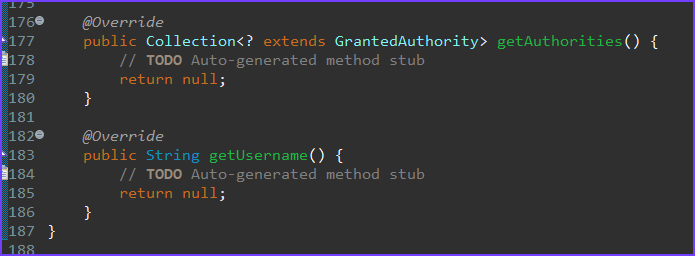 175
176 @Override
177 public Collection<? extends GrantedAuthority> getAuthorities() {
178 // TODO Auto-generated method stub
179 return null;
180 }
181
182 @Override
183 public String getUsername() {
184 // TODO Auto-generated method stub
185 return null;
186 }
187 }
188